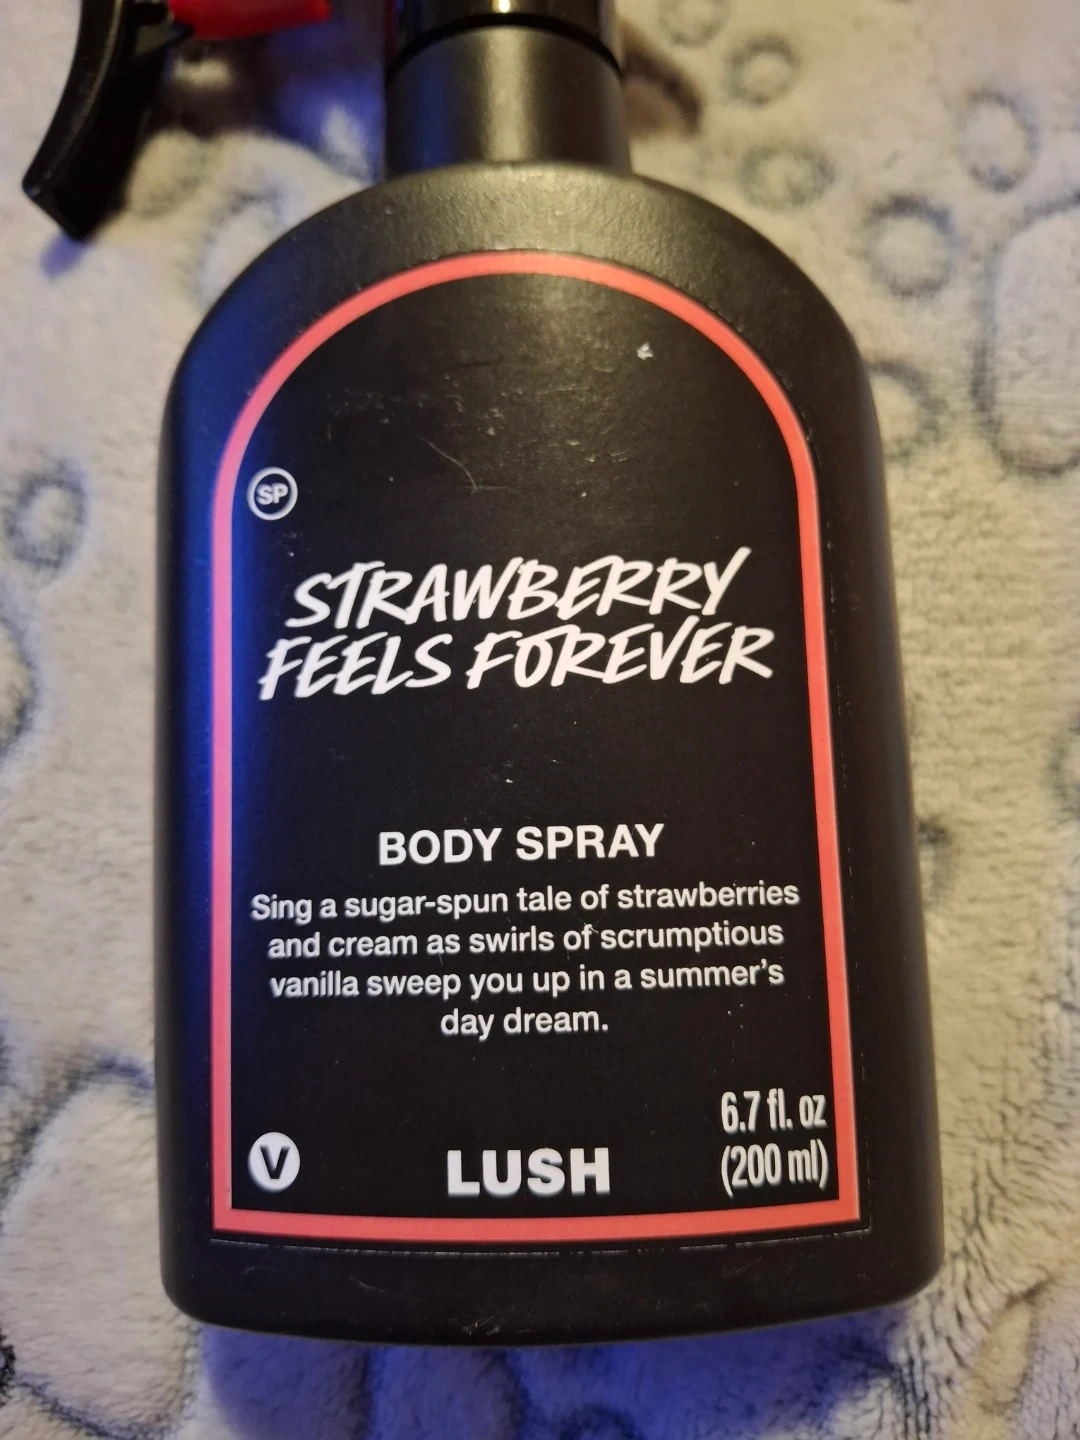 SP
STRAWBERRY
FEELS FOREVER
BODY SPRAY
Sing a sugar-spun tale of strawberries
and cream as swirls of scrumptious
vanilla sweep you up in a summer's
day dream.
6.7 fl. oz
(200 ml)
V
LUSH